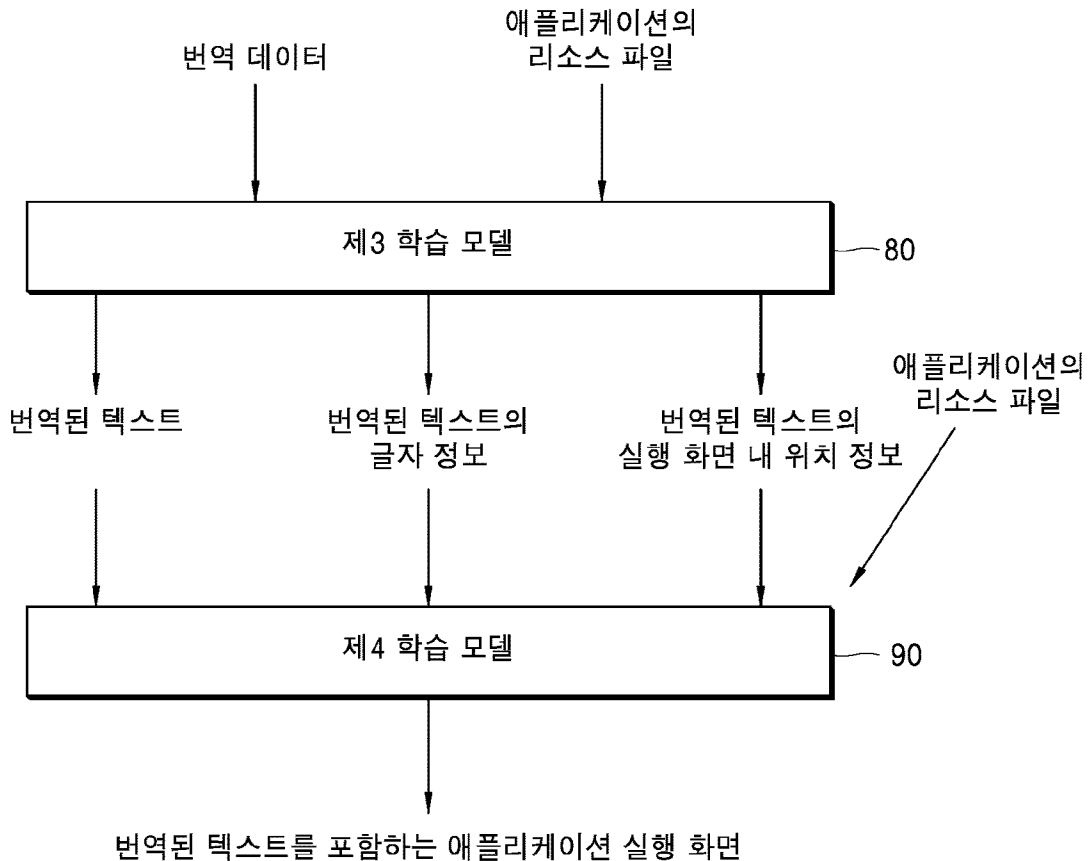 번역 데이터
애플리케이션의
리소스 파일
제3 학습 모델
80
애플리케이션의
리소스 파일
번역된 텍스트
번역된 텍스트의
글자 정보
번역된 텍스트의
실행 화면 내 위치 정보
제4 학습 모델
90
번역된 텍스트를 포함하는 애플리케이션 실행 화면